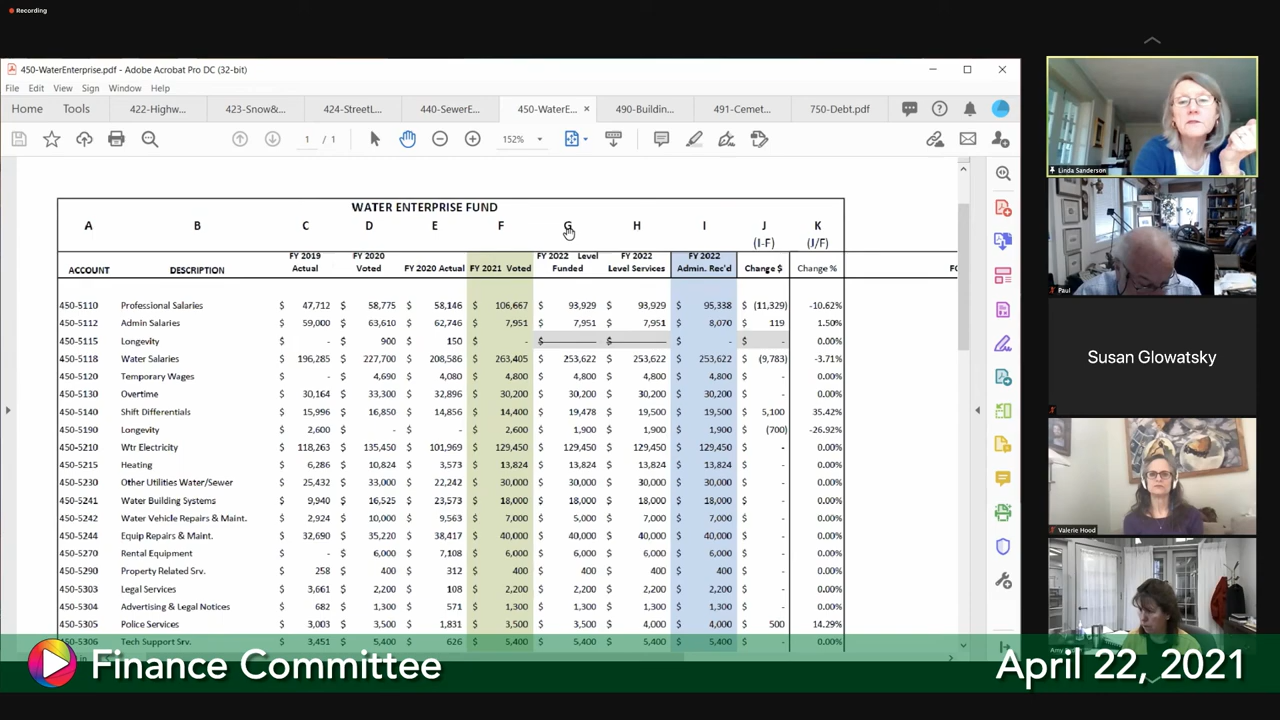 Recording
450-WaterEnterprise.pdf - Adobe Acrobat Pro DC (32-bit)
File Edit View Sign Window Help
Home Tools 422-Highw... 423-Snow&... 424-StreetL... 440-SewerE... 450-WaterE... × 490-Buildin... 491-Cemet... 750-Debt.pdf
1 / 1 152%
WATER ENTERPRISE FUND
A B C D E F G H I J K
(I-F) (J/F)
ACCOUNT DESCRIPTION FY 2019 Actual FY 2020 Voted FY 2020 Actual FY 2021 Voted FY 2022 Level Funded FY 2022 Level Services FY 2022 Admin. Rec'd Change $ Change %
450-5110 Professional Salaries $ 47,712 $ 58,775 $ 58,146 $ 106,667 $ 93,929 $ 93,929 $ 95,338 $ (11,329) -10.62%
450-5112 Admin Salaries $ 59,000 $ 63,610 $ 62,746 $ 7,951 $ 7,951 $ 7,951 $ 8,070 $ 119 1.50%
450-5115 Longevity $ - $ 900 $ 150 $ - $ $ $ - $ - 0.00%
450-5118 Water Salaries $ 196,285 $ 227,700 $ 208,586 $ 263,405 $ 253,622 $ 253,622 $ 253,622 $ (9,783) -3.71%
450-5120 Temporary Wages $ - $ 4,690 $ 4,080 $ 4,800 $ 4,800 $ 4,800 $ 4,800 $ - 0.00%
450-5130 Overtime $ 30,164 $ 33,300 $ 32,896 $ 30,200 $ 30,200 $ 30,200 $ 30,200 $ - 0.00%
450-5140 Shift Differentials $ 15,996 $ 16,850 $ 14,856 $ 14,400 $ 19,478 $ 19,500 $ 19,500 $ 5,100 35.42%
450-5190 Longevity $ 2,600 $ - $ - $ 2,600 $ 1,900 $ 1,900 $ 1,900 $ (700) -26.92%
450-5210 Wtr Electricity $ 118,263 $ 135,450 $ 101,969 $ 129,450 $ 129,450 $ 129,450 $ 129,450 $ - 0.00%
450-5215 Heating $ 6,286 $ 10,824 $ 3,573 $ 13,824 $ 13,824 $ 13,824 $ 13,824 $ - 0.00%
450-5230 Other Utilities Water/Sewer $ 25,432 $ 33,000 $ 22,242 $ 30,000 $ 30,000 $ 30,000 $ 30,000 $ - 0.00%
450-5241 Water Building Systems $ 9,940 $ 16,525 $ 23,573 $ 18,000 $ 18,000 $ 18,000 $ 18,000 $ - 0.00%
450-5242 Water Vehicle Repairs & Maint. $ 2,924 $ 10,000 $ 9,563 $ 7,000 $ 5,000 $ 7,000 $ 7,000 $ - 0.00%
450-5244 Equip Repairs & Maint. $ 32,690 $ 35,220 $ 38,417 $ 40,000 $ 40,000 $ 40,000 $ 40,000 $ - 0.00%
450-5270 Rental Equipment $ - $ 6,000 $ 7,108 $ 6,000 $ 6,000 $ 6,000 $ 6,000 $ - 0.00%
450-5290 Property Related Srv. $ 258 $ 400 $ 312 $ 400 $ 400 $ 400 $ 400 $ - 0.00%
450-5303 Legal Services $ 3,661 $ 2,200 $ 108 $ 2,200 $ 2,200 $ 2,200 $ 2,200 $ - 0.00%
450-5304 Advertising & Legal Notices $ 682 $ 1,300 $ 571 $ 1,300 $ 1,300 $ 1,300 $ 1,300 $ - 0.00%
450-5305 Police Services $ 3,003 $ 3,500 $ 1,831 $ 3,500 $ 3,500 $ 4,000 $ 4,000 $ 500 14.29%
450-5306 Tech Support Srv. $ 3,451 $ 5,400 $ 626 $ 5,400 $ 5,400 $ 5,400 $ 5,400 $ - 0.00%
Linda Sanderson
Paul
Susan Glowatsky
Valerie Hood
Amy
Finance Committee
April 22, 2021